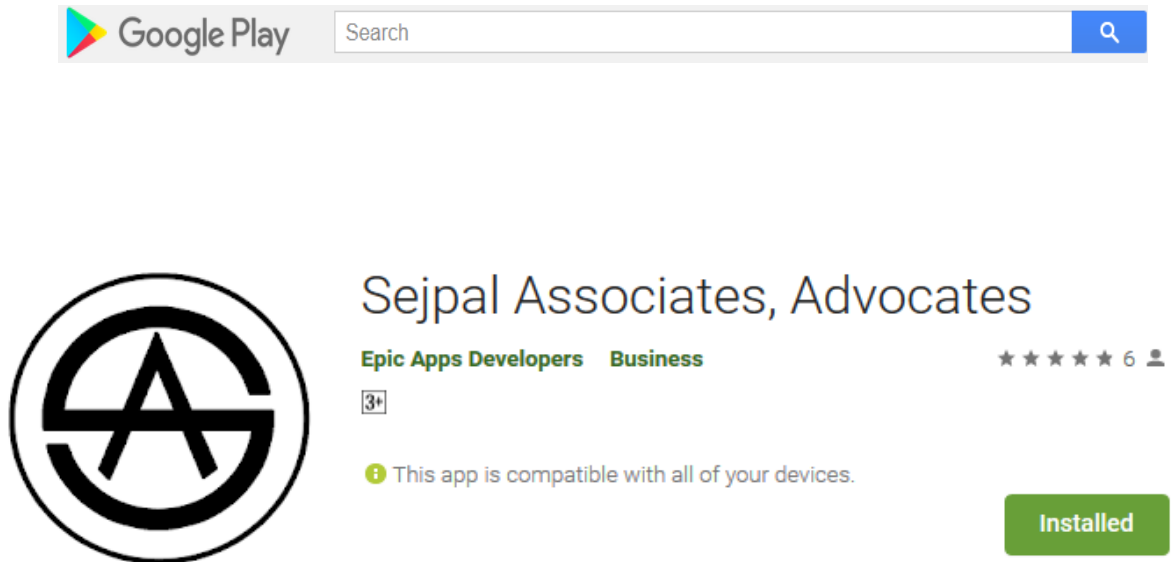 Google Play Search
Sejpal Associates, Advocates
Epic Apps Developers Business 6
3+
This app is compatible with all of your devices.
Installed